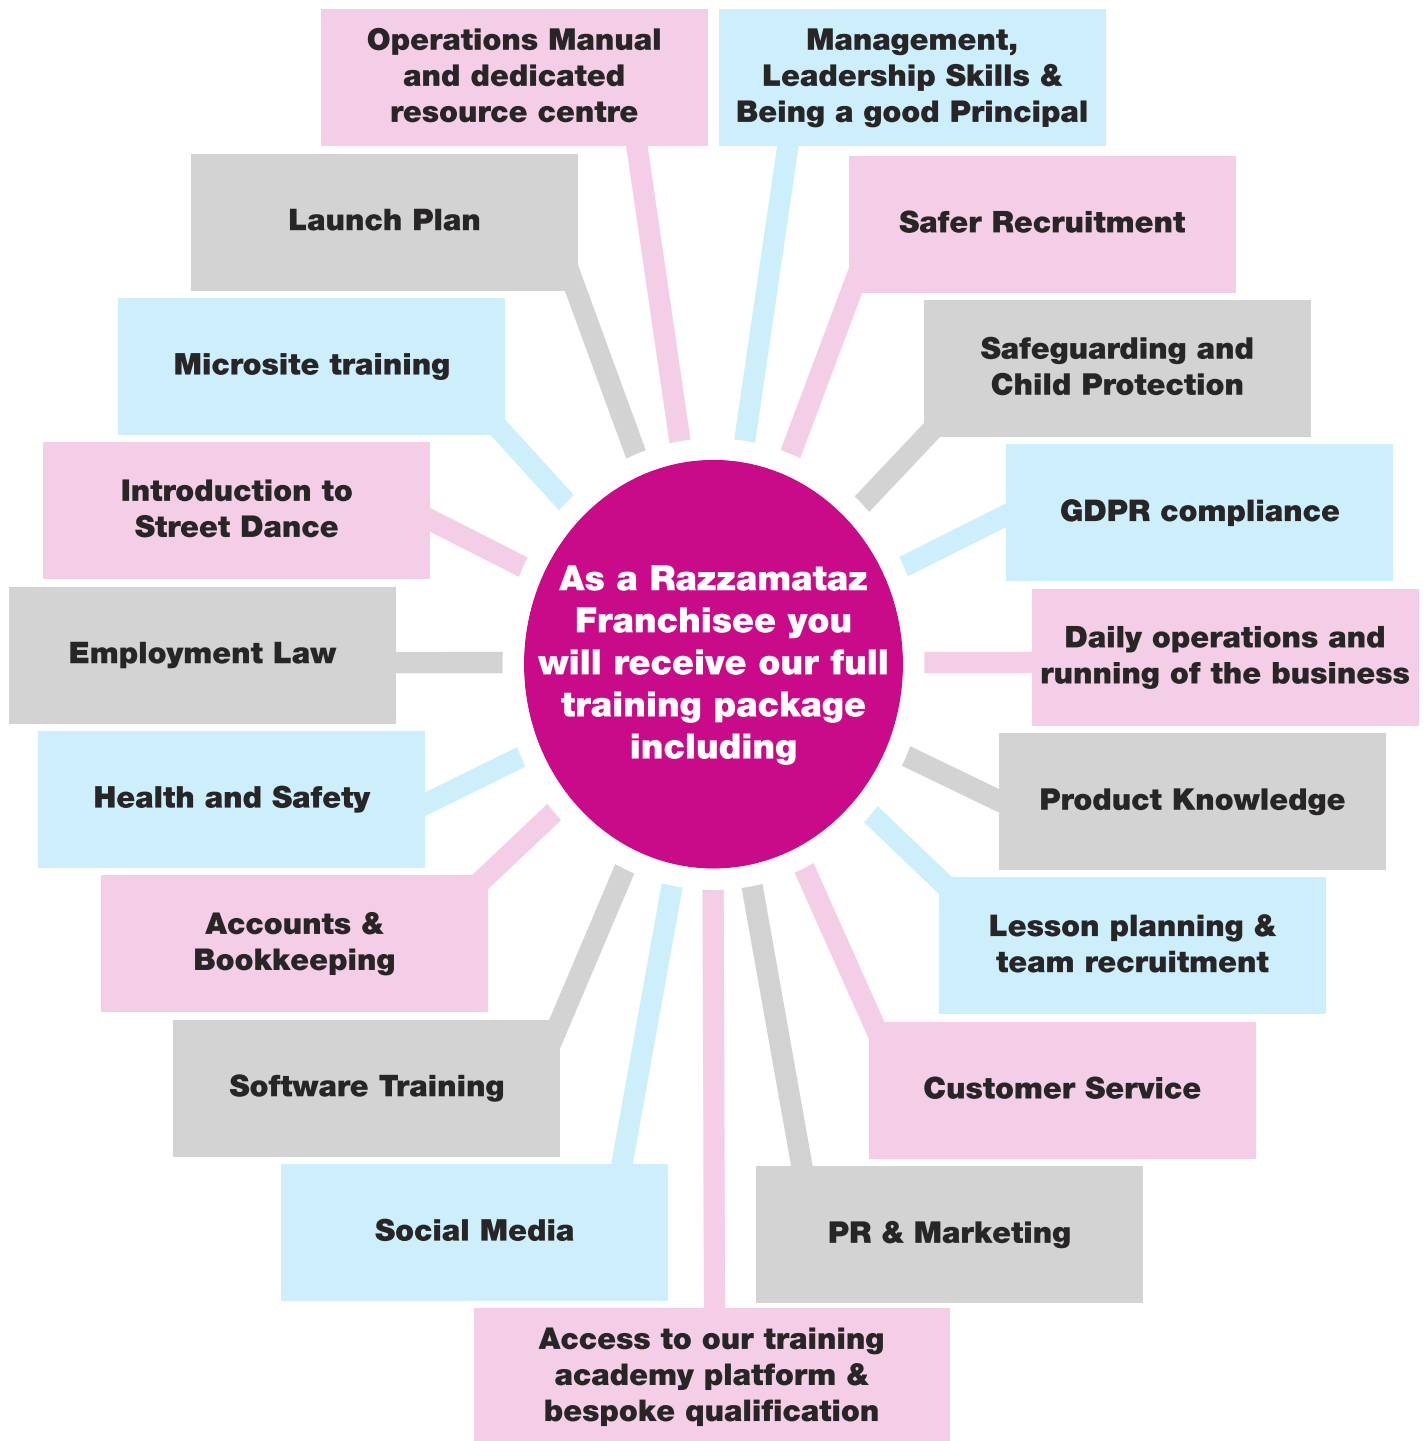 Operations Manual
and dedicated
resource centre
Management,
Leadership Skills &
Being a good Principal
Launch Plan
Safer Recruitment
Microsite training
Safeguarding and
Child Protection
Introduction to
Street Dance
GDPR compliance
As a Razzamataz
Franchisee you
will receive our full
training package
including
Employment Law
Daily operations and
running of the business
Health and Safety
Product Knowledge
Accounts &
Bookkeeping
Lesson planning &
team recruitment
Software Training
Customer Service
Social Media
PR & Marketing
Access to our training
academy platform &
bespoke qualification